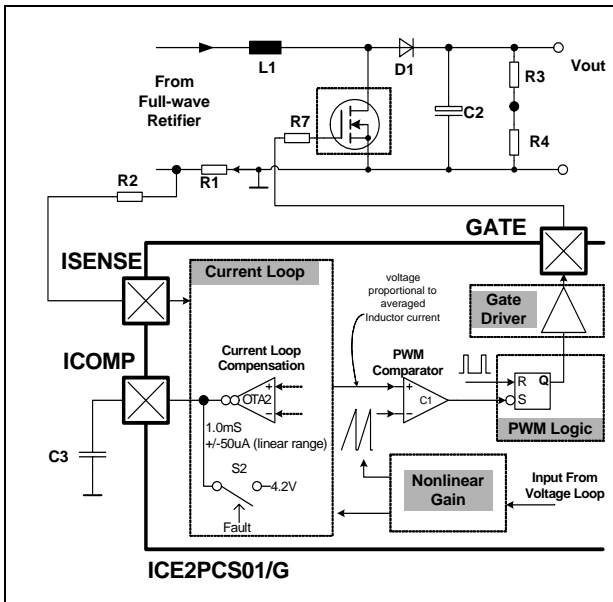 From
Full-wave
Retifier
L1
D1
Vout
R3
C2
R4
R7
R2
R1
GATE
ISENSE
Current Loop
voltage
proportional to
averaged
Inductor current
Gate
Driver
ICOMP
Current Loop
Compensation
PWM
Comparator
+
OTA2
-
+
C1
-
R
Q
S
PWM Logic
1.0mS
+/-50uA (linear range)
C3
S2
4.2V
Fault
Nonlinear
Gain
Input From
Voltage Loop
ICE2PCS01/G